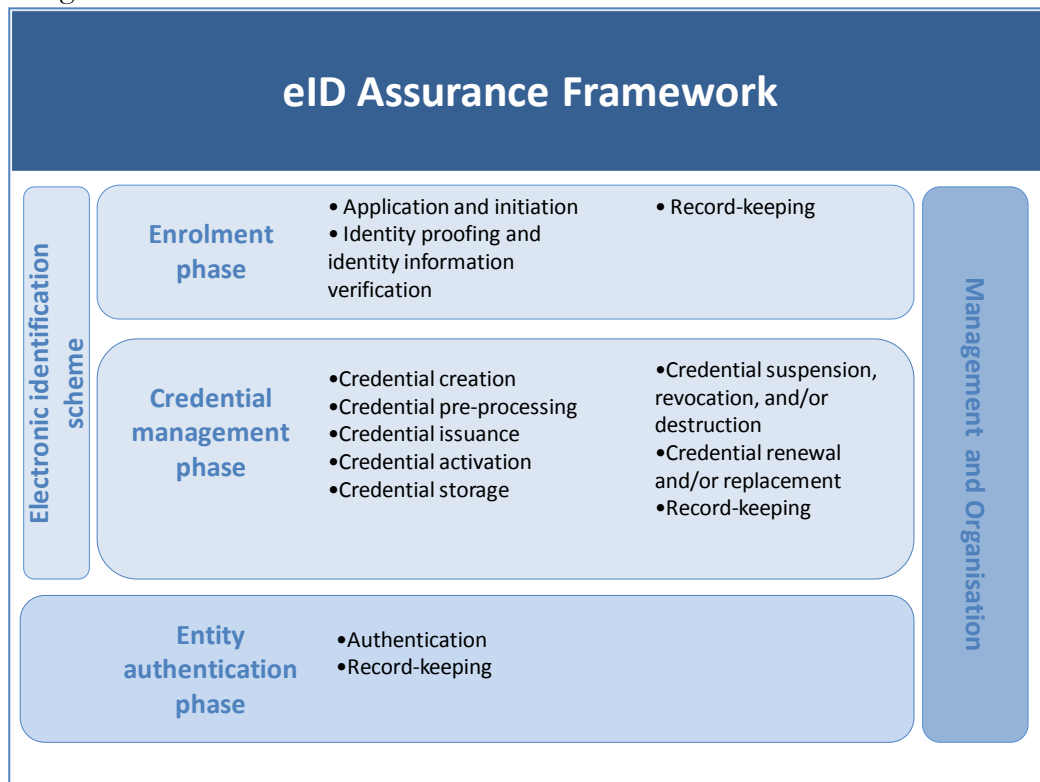 eID Assurance Framework
Electronic identification
scheme
Enrolment
phase
• Application and initiation
• Identity proofing and
identity information
verification
• Record-keeping
Credential
management
phase
•Credential creation
•Credential pre-processing
•Credential issuance
•Credential activation
•Credential storage
•Credential suspension,
revocation, and/or
destruction
•Credential renewal
and/or replacement
•Record-keeping
Entity
authentication
phase
•Authentication
•Record-keeping
Management and Organisation